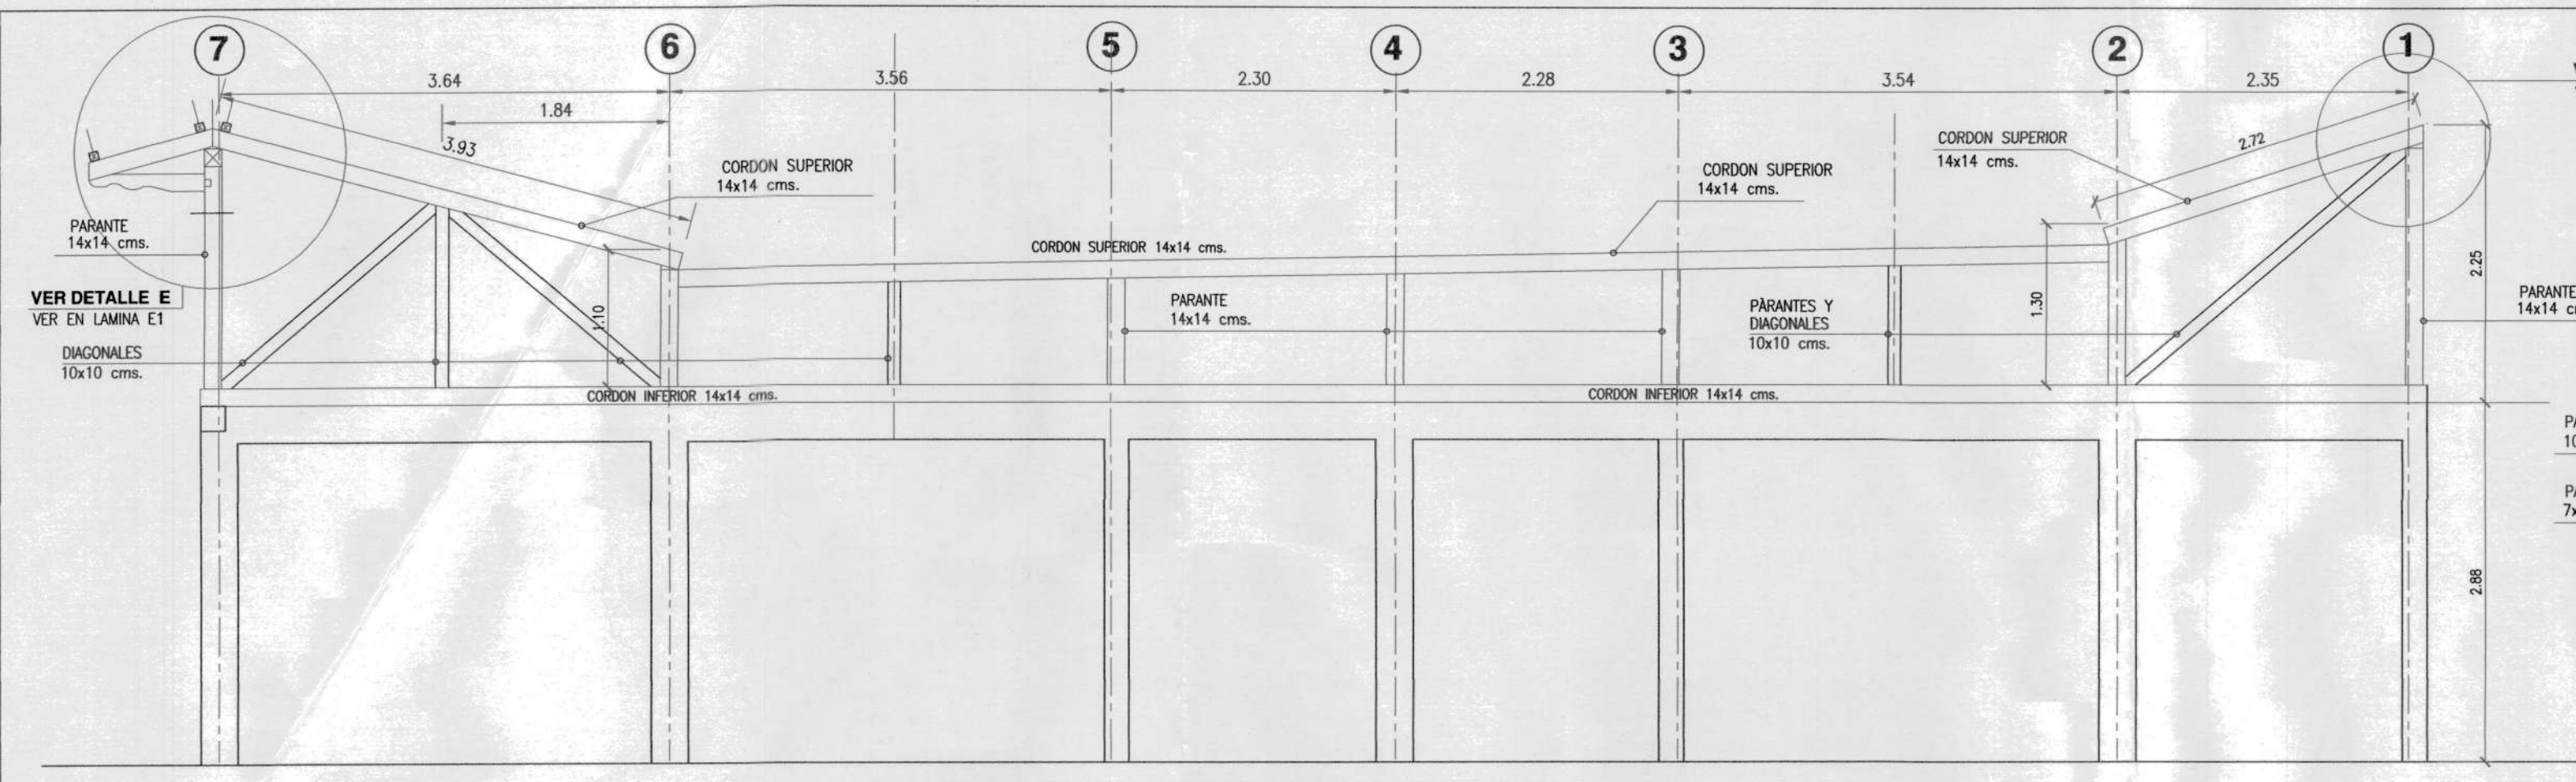 7
6
5
4
3
2
1
3.64
3.56
2.30
2.28
3.54
2.35
1.84
3.93
2.72
CORDON SUPERIOR
14x14 cms.
CORDON SUPERIOR
14x14 cms.
CORDON SUPERIOR
14x14 cms.
PARANTE
14x14 cms.
CORDON SUPERIOR 14x14 cms.
VER DETALLE E
VER EN LAMINA E1
1.10
PARANTE
14x14 cms.
PARANTES Y
DIAGONALES
10x10 cms.
1.30
2.25
PARANTE
14x14 c
DIAGONALES
10x10 cms.
CORDON INFERIOR 14x14 cms.
CORDON INFERIOR 14x14 cms.
2.88